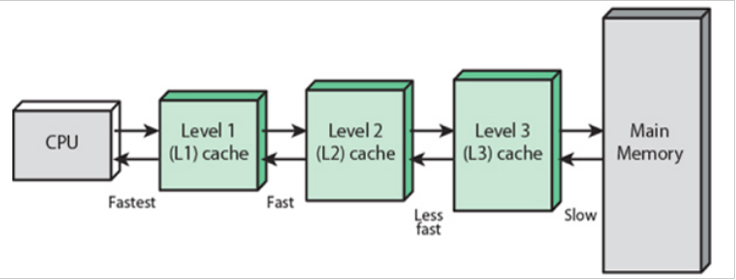 CPU
Level 1
(L1) cache
Level 2
(L2) cache
Level 3
(L3) cache
Main
Memory
Fastest
Fast
Less
fast
Slow